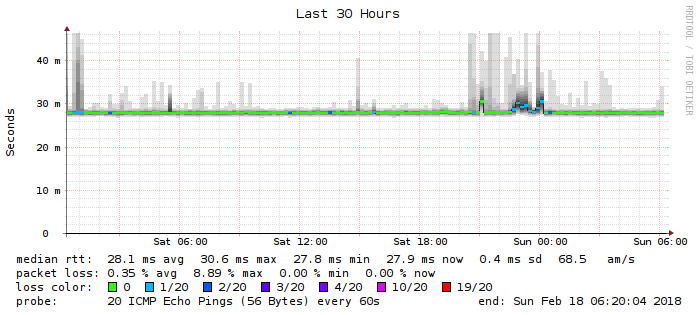 Last 30 Hours
RRDTOOL / TOBI OETIKER
Seconds
40 m
30 m
20 m
10 m
0
Sat 06:00 Sat 12:00 Sat 18:00 Sun 00:00 Sun 06:00
median rtt: 28.1 ms avg 30.6 ms max 27.8 ms min 27.9 ms now 0.4 ms sd 68.5 am/s
packet loss: 0.35 % avg 8.89 % max 0.00 % min 0.00 % now
loss color: 0 1/20 2/20 3/20 4/20 10/20 19/20
probe: 20 ICMP Echo Pings (56 Bytes) every 60s end: Sun Feb 18 06:20:04 2018